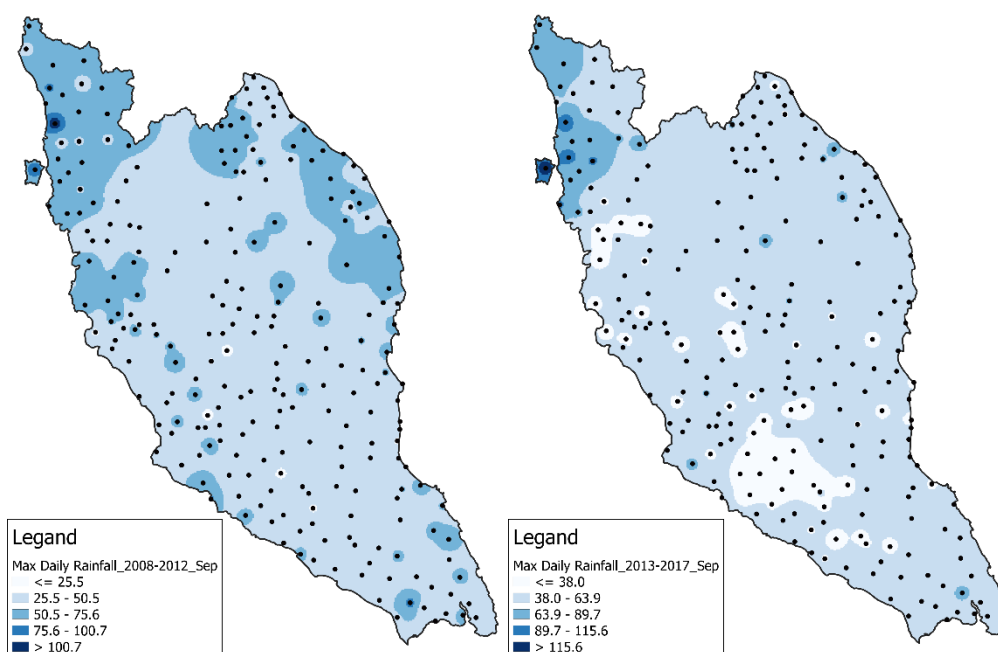 Legand
Max Daily Rainfall_2008-2012_Sep
<= 25.5
25.5 - 50.5
50.5 - 75.6
75.6 - 100.7
> 100.7
Legand
Max Daily Rainfall_2013-2017_Sep
<= 38.0
38.0 - 63.9
63.9 - 89.7
89.7 - 115.6
> 115.6